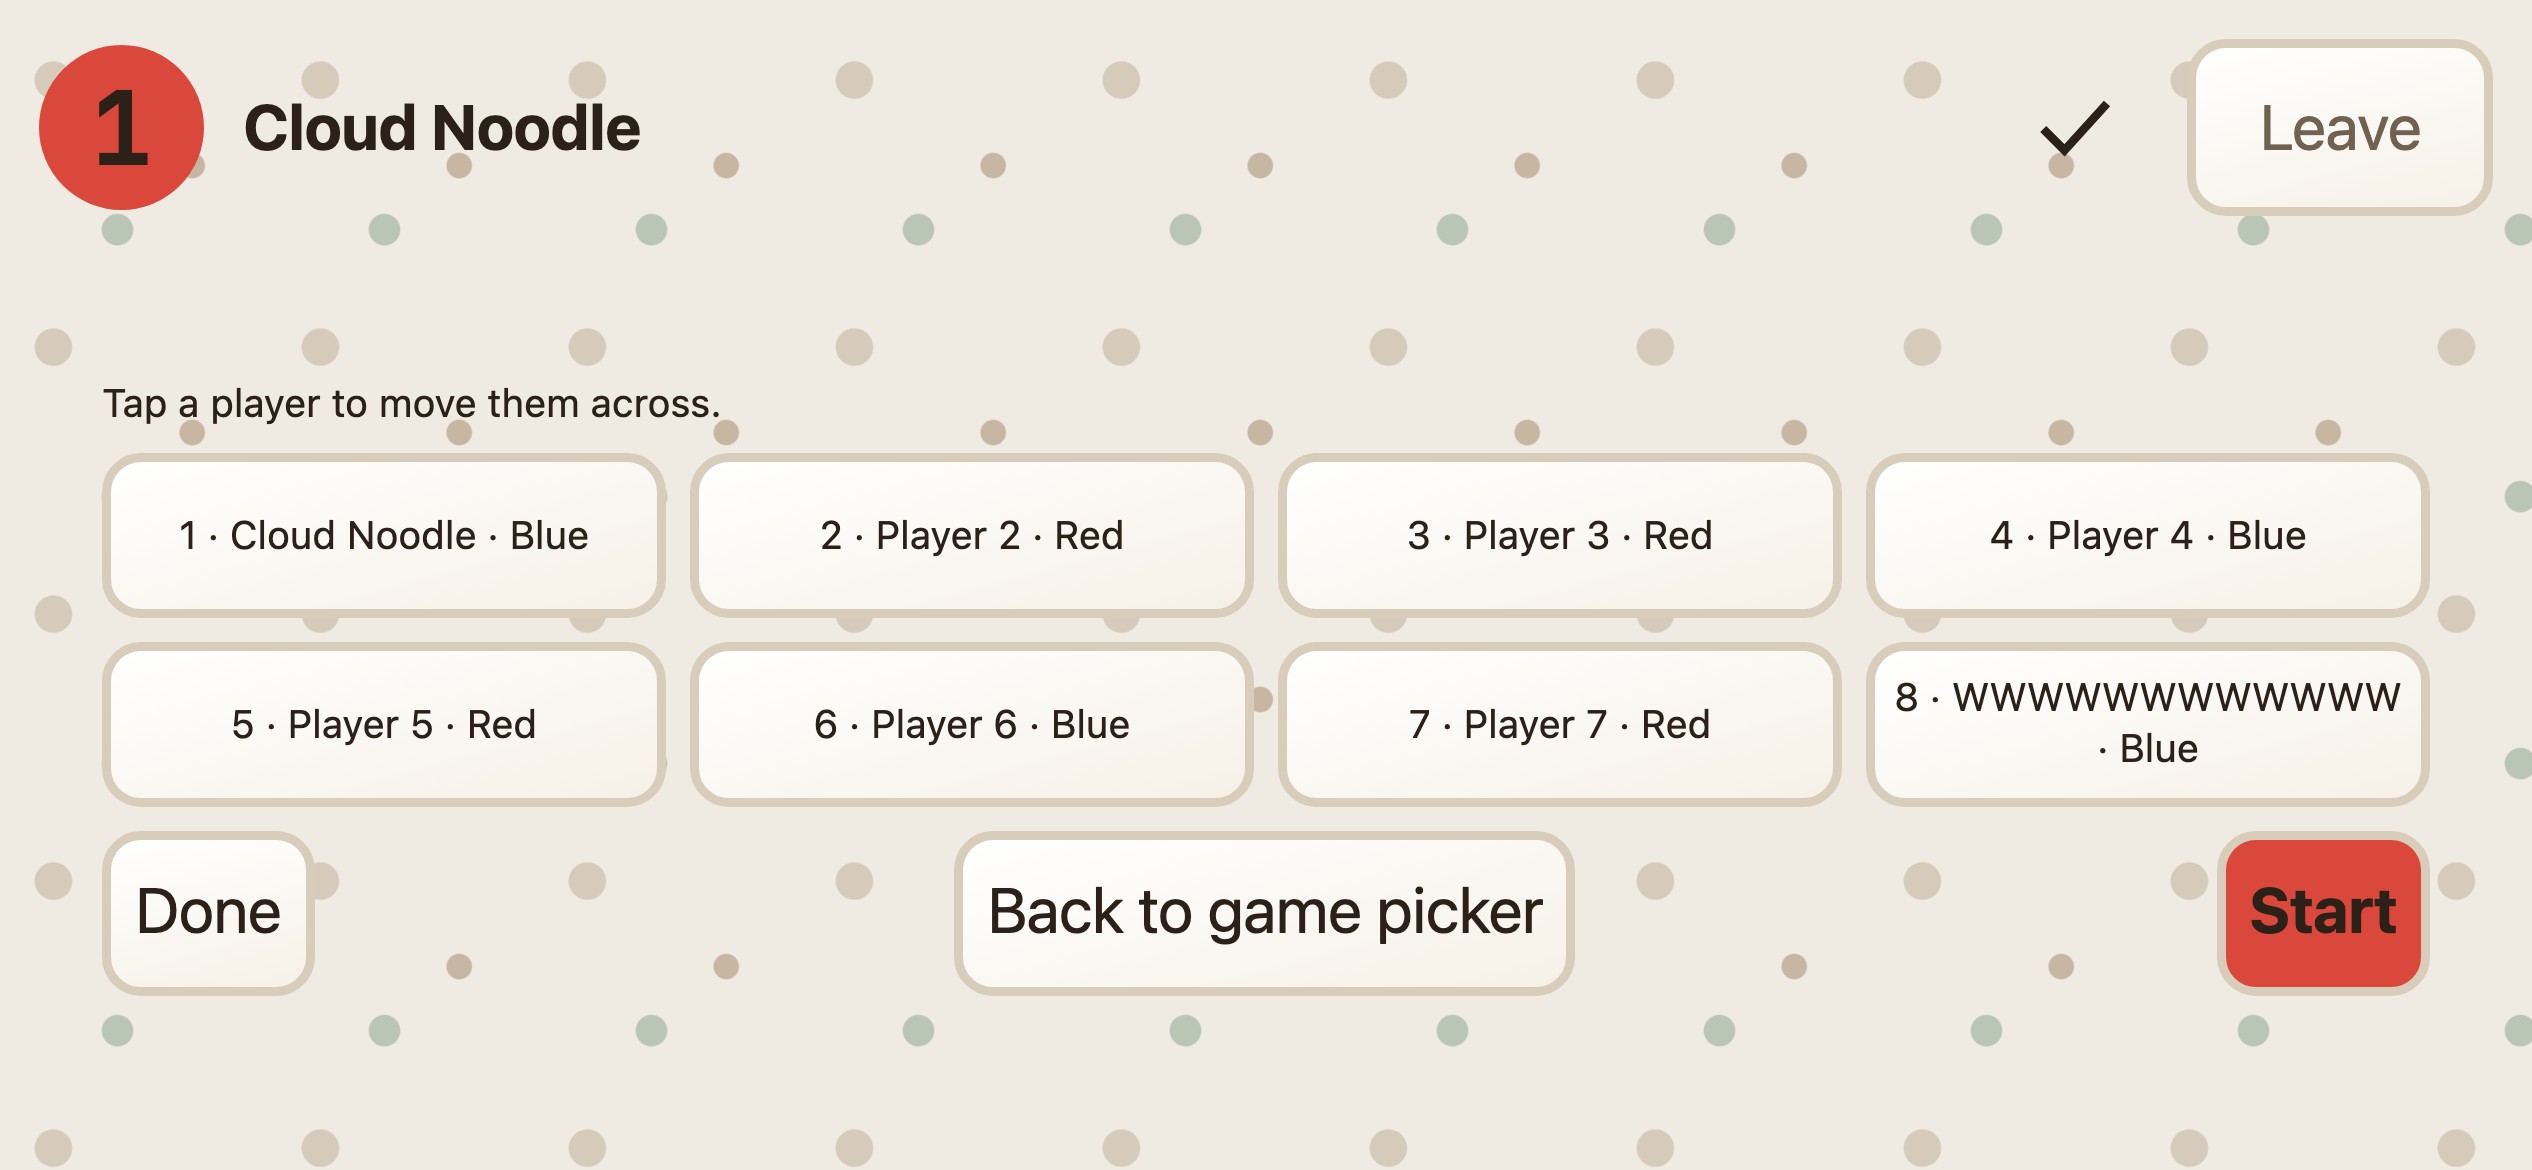 1
Cloud Noodle
Leave
Tap a player to move them across.
1 · Cloud Noodle · Blue
2 · Player 2 · Red
3 · Player 3 · Red
4 · Player 4 · Blue
5 · Player 5 · Red
6 · Player 6 · Blue
7 · Player 7 · Red
8 · WWWWWWWWWWWW
· Blue
Done
Back to game picker
Start